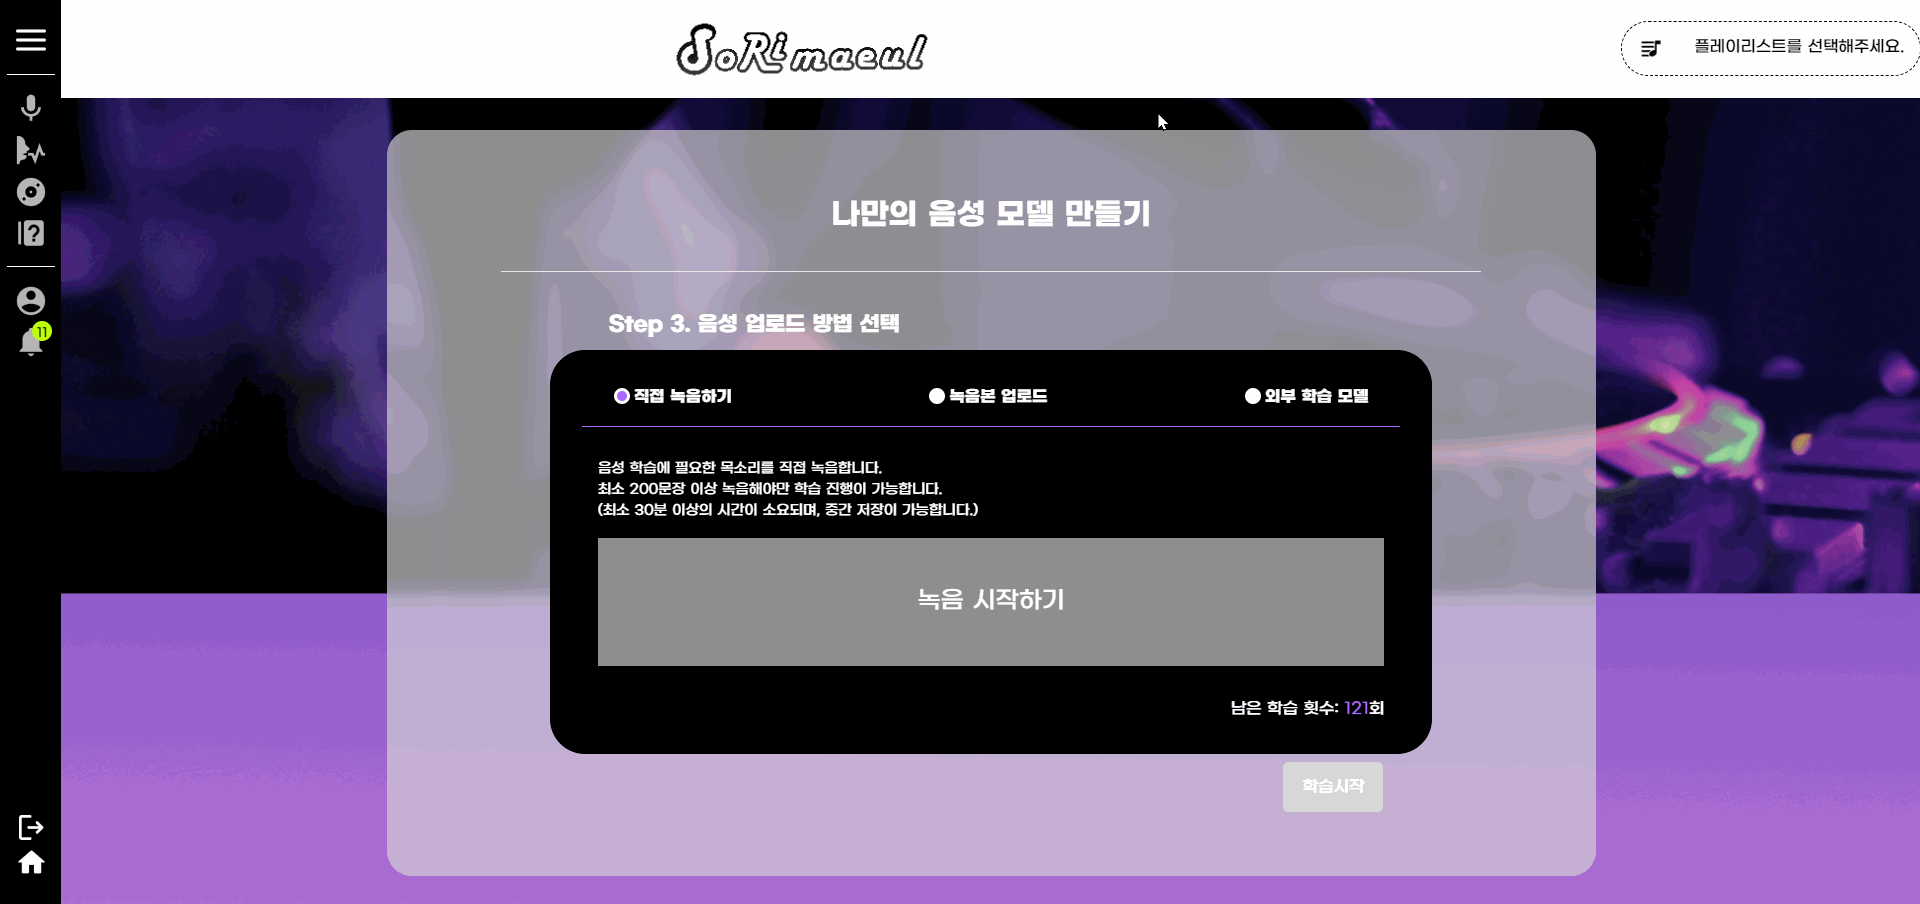 SoRimaeul
플레이리스트를 선택해주세요.
11
나만의 음성 모델 만들기
Step 3. 음성 업로드 방법 선택
직접 녹음하기
녹음본 업로드
외부 학습 모델
음성 학습에 필요한 목소리를 직접 녹음합니다.
최소 200문장 이상 녹음해야만 학습 진행이 가능합니다.
(최소 30분 이상의 시간이 소요되며, 중간 저장이 가능합니다.)
녹음 시작하기
남은 학습 횟수: 121회
학습시작